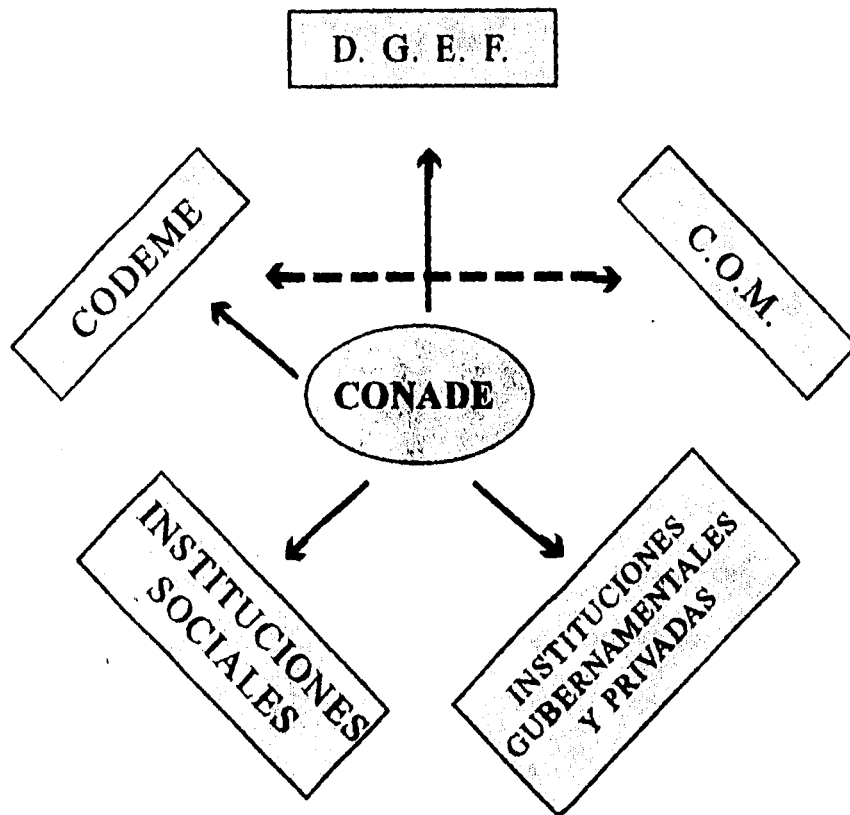 D. G. E. F.
CODEME
C.O.M.
CONADE
INSTITUCIONES
SOCIALES
INSTITUCIONES
GUBERNAMENTALES
Y PRIVADAS